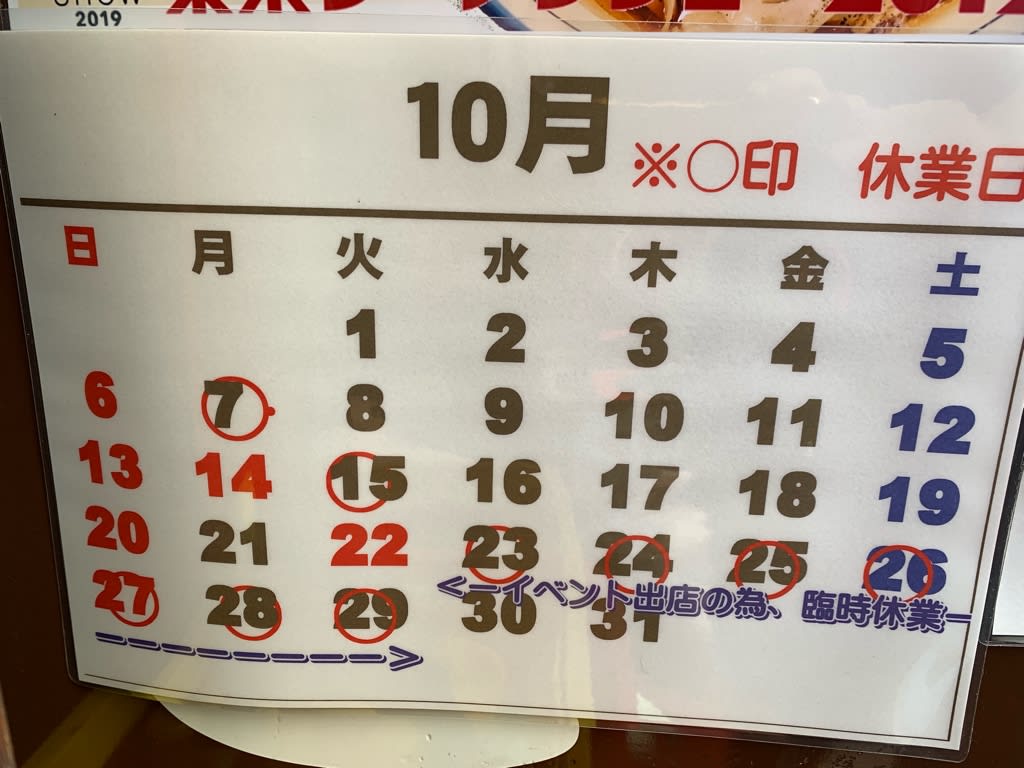 SHOW
2019
10月
※○印 休業日
日 月 火 水 木 金 土
1 2 3 4 5
6 7 8 9 10 11 12
13 14 15 16 17 18 19
20 21 22 23 24 25 26
<ーイベント出店の為、臨時休業ー
27 28 29 30 31
ーーーーーーーーーー>